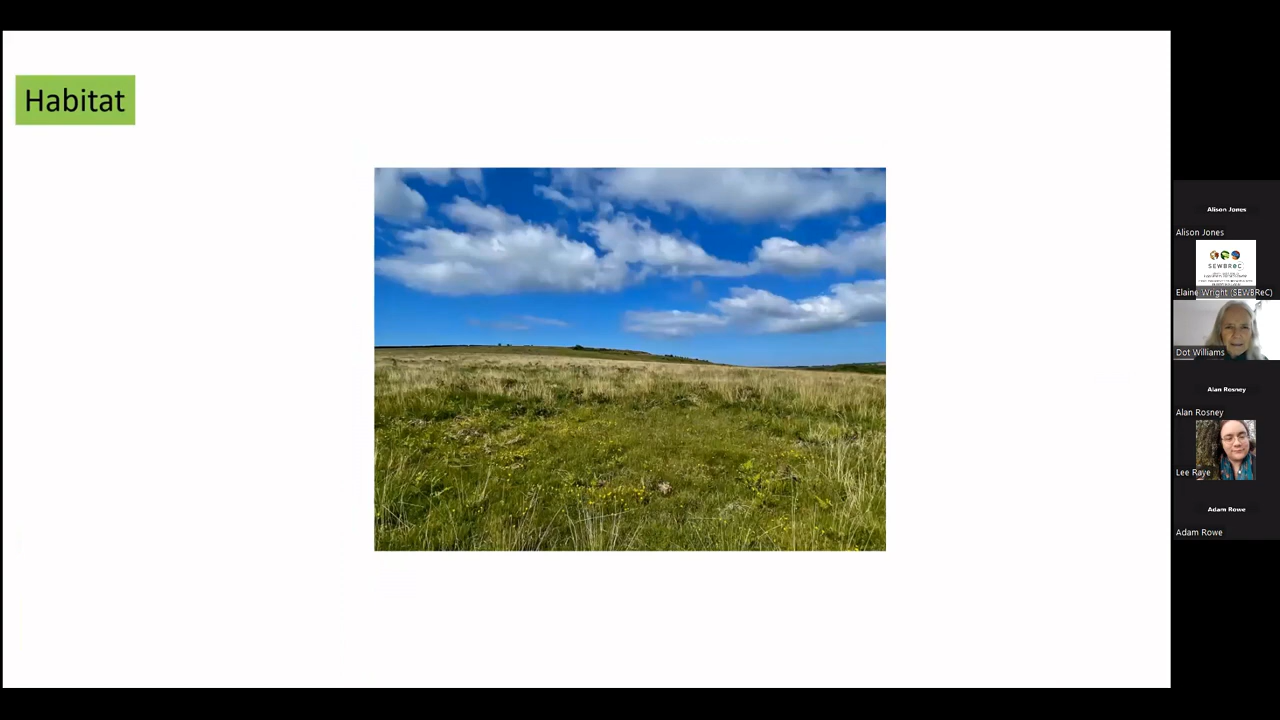 Habitat
Alison Jones
Alison Jones
SEWBReC
Elaine Wright (SEWBReC)
Dot Williams
Alan Rosney
Alan Rosney
Lee Raye
Adam Rowe
Adam Rowe